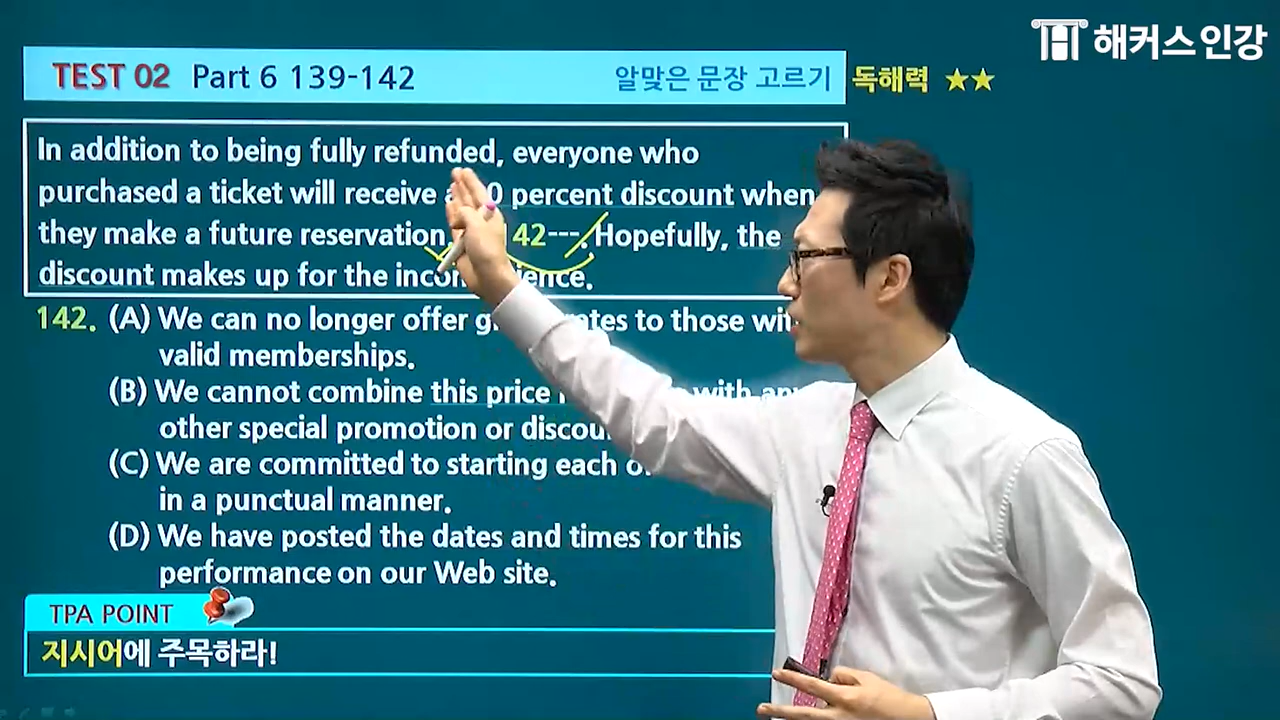 해커스인강
TEST 02 Part 6 139-142 알맞은 문장 고르기 독해력 ★★
In addition to being fully refunded, everyone who
purchased a ticket will receive 0 percent discount when
they make a future reservation 42---. Hopefully, the
discount makes up for the
142. (A) We can no longer offer to those
valid memberships.
(B) We cannot combine this price with
other special promotion or
(C) We are committed to starting each
in a punctual manner.
(D) We have posted the dates and times for this
performance on our Web site.
TPA POINT
지시어에 주목하라!